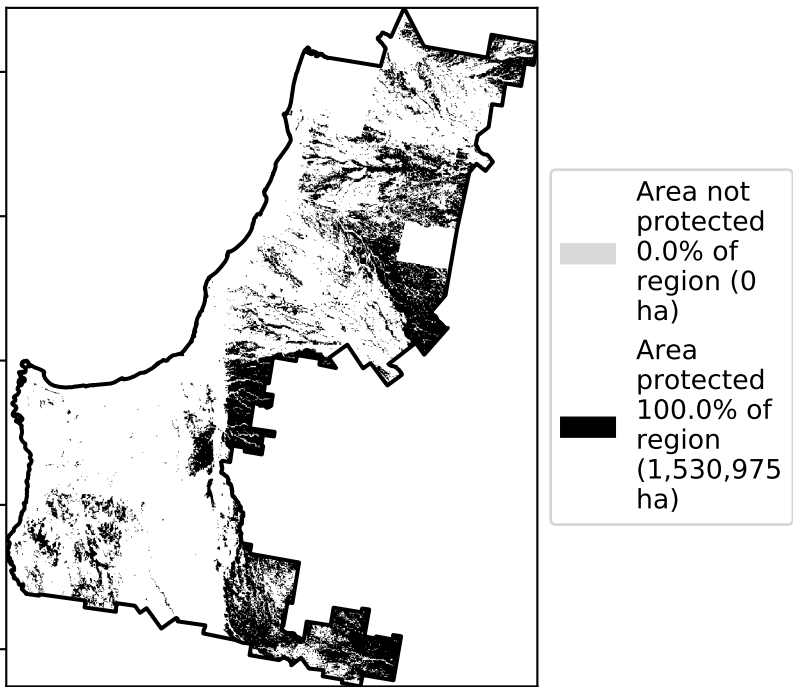 Area not
protected
0.0% of
region (0
ha)
Area
protected
100.0% of
region
(1,530,975
ha)